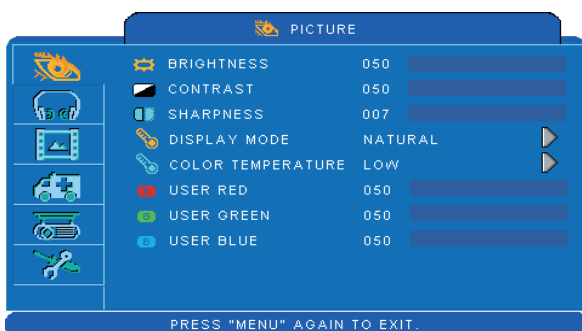 PICTURE
BRIGHTNESS 050
CONTRAST 050
SHARPNESS 007
DISPLAY MODE NATURAL
COLOR TEMPERATURE LOW
USER RED 050
G USER GREEN 050
B USER BLUE 050
PRESS "MENU" AGAIN TO EXIT.